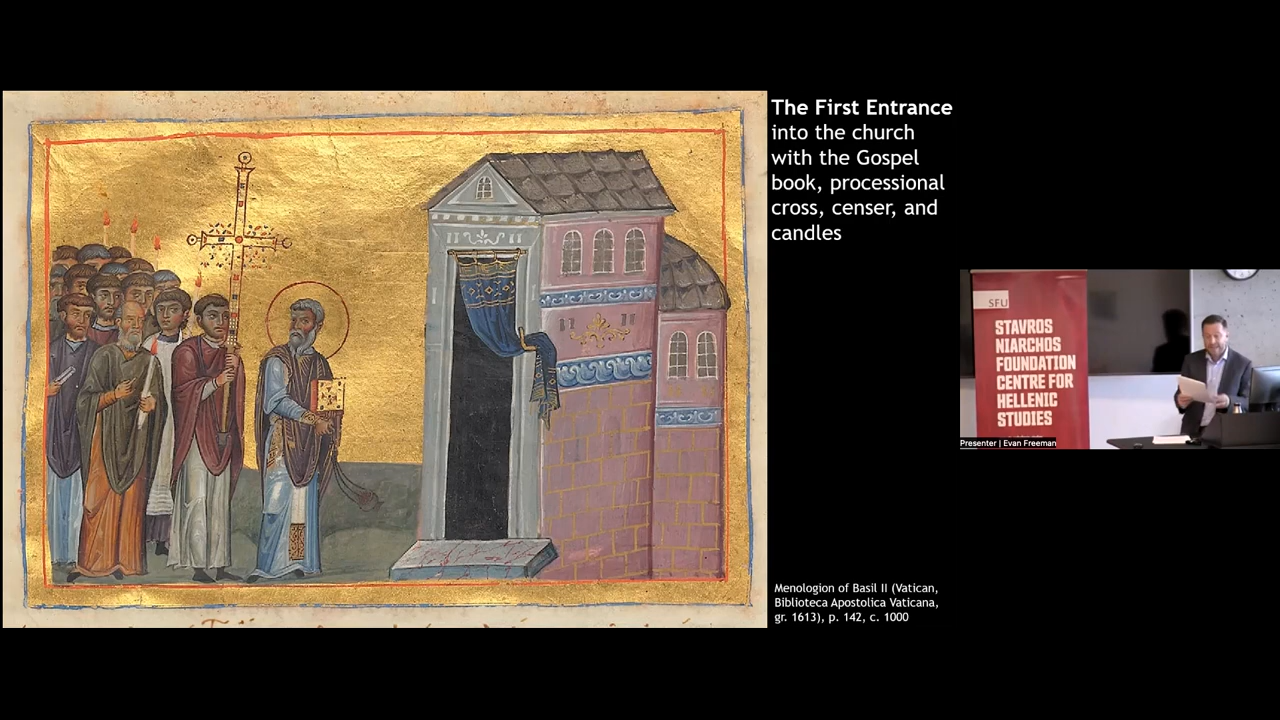 The First Entrance
into the church
with the Gospel
book, processional
cross, censer, and
candles
SFU
STAVROS
NIARCHOS
FOUNDATION
CENTRE FOR
HELLENIC
STUDIES
Presenter | Evan Freeman
Menologion of Basil II (Vatican,
Biblioteca Apostolica Vaticana,
gr. 1613), p. 142, c. 1000